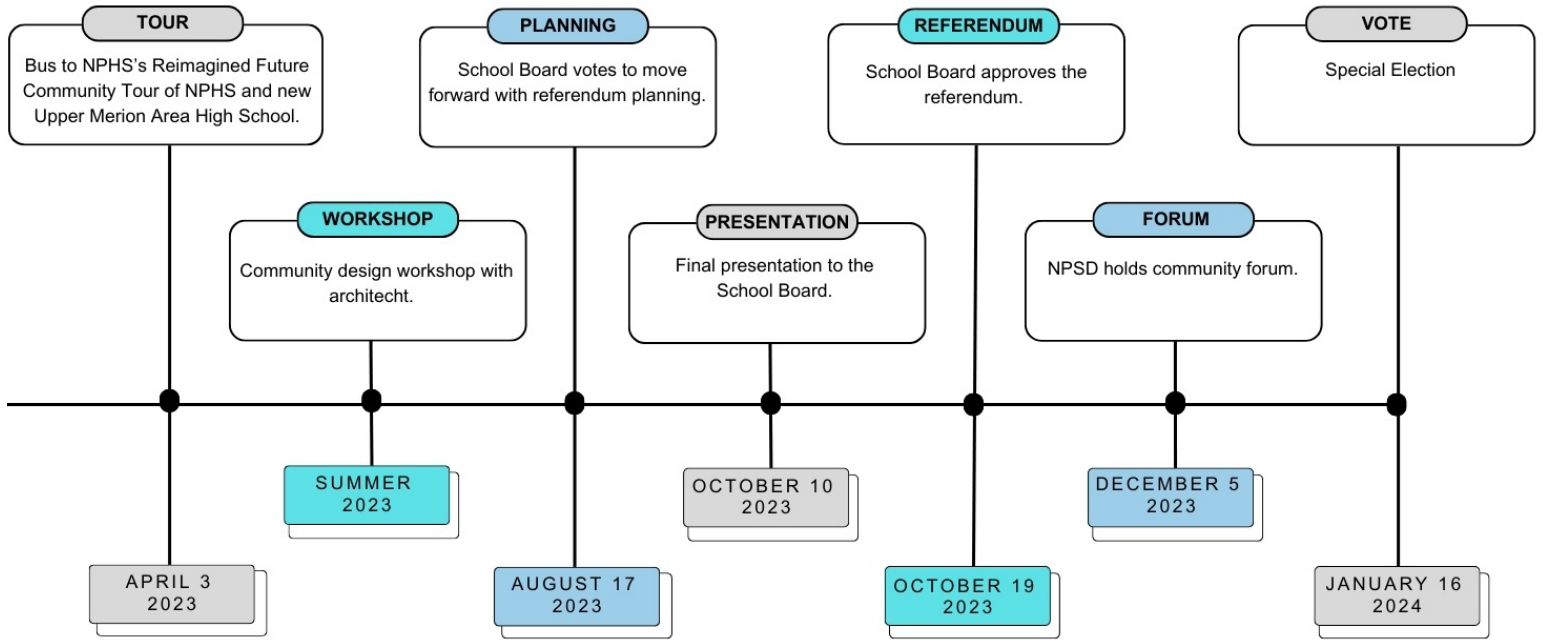 TOUR
Bus to NPHS's Reimagined Future
Community Tour of NPHS and new
Upper Merion Area High School.
PLANNING
School Board votes to move
forward with referendum planning.
REFERENDUM
School Board approves the
referendum.
VOTE
Special Election
WORKSHOP
Community design workshop with
architecht.
PRESENTATION
Final presentation to the
School Board.
FORUM
NPSD holds community forum.
SUMMER
2023
OCTOBER 10
2023
DECEMBER 5
2023
APRIL 3
2023
AUGUST 17
2023
OCTOBER 19
2023
JANUARY 16
2024